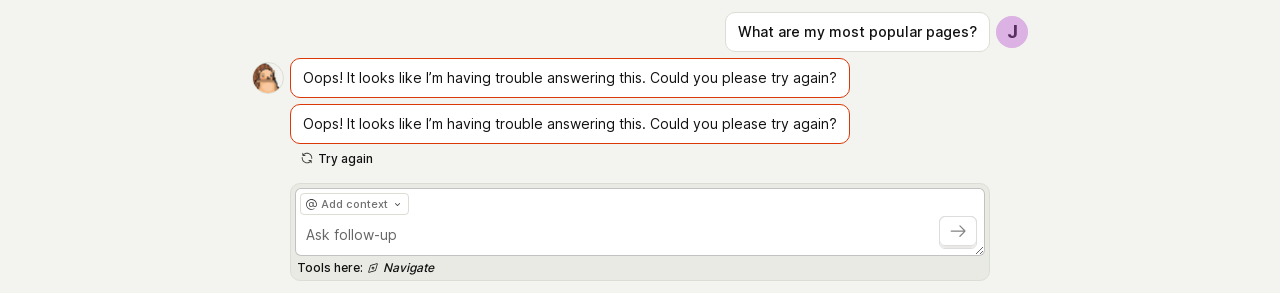 What are my most popular pages?
J
Oops! It looks like I’m having trouble answering this. Could you please try again?
Oops! It looks like I’m having trouble answering this. Could you please try again?
Try again
@ Add context
Ask follow-up
Tools here: Navigate